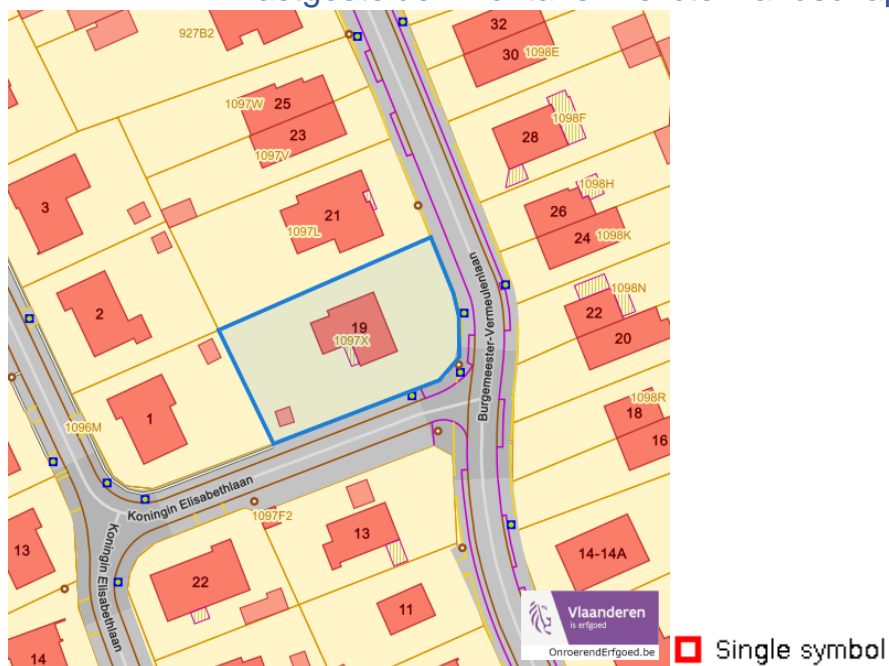 927B2
32
30
1098E
1097W
25
23
1097V
28
1098F
3
21
1097L
1098H
26
24
1098K
2
19
1097X
Burgemeester-Vermeulenlaan
1098N
22
20
1
1096M
1098R
18
16
Koningin Elisabethlaan
1097F2
13
13
Koningin Elisabethlaan
22
14-14A
11
14
Vlaanderen
is erfgoed
OnroerendErfgoed.be
Single symbol